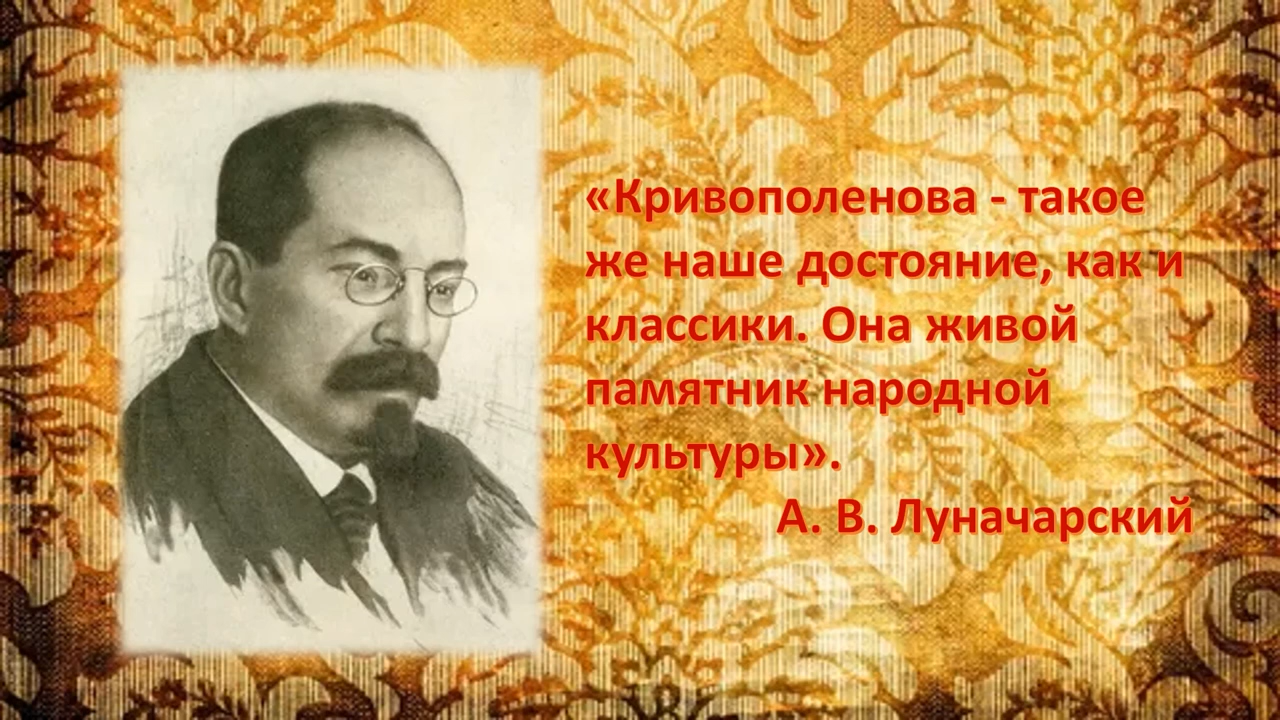 «Кривополенова - такое
же наше достояние, как и
классики. Она живой
памятник народной
культуры».
А. В. Луначарский